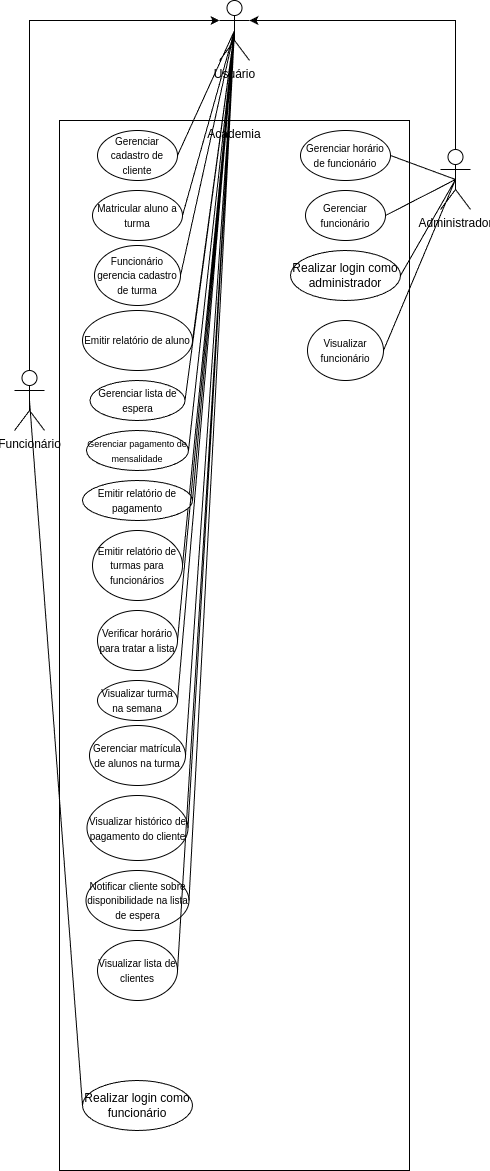 Usuário
Academia
Gerenciar
cadastro de
cliente
Matricular aluno a
turma
Funcionário
gerencia cadastro
de turma
Emitir relatório de aluno
Gerenciar lista de
espera
Gerenciar pagamento de
mensalidade
Emitir relatório de
pagamento
Emitir relatório de
turmas para
funcionários
Verificar horário
para tratar a lista
Visualizar turma
na semana
Gerenciar matrícula
de alunos na turma
Visualizar histórico de
pagamento do cliente
Notificar cliente sobre
disponibilidade na lista
de espera
Visualizar lista de
clientes
Realizar login como
funcionário
Funcionário
Gerenciar horário
de funcionário
Gerenciar
funcionário
Realizar login como
administrador
Visualizar
funcionário
Administrador